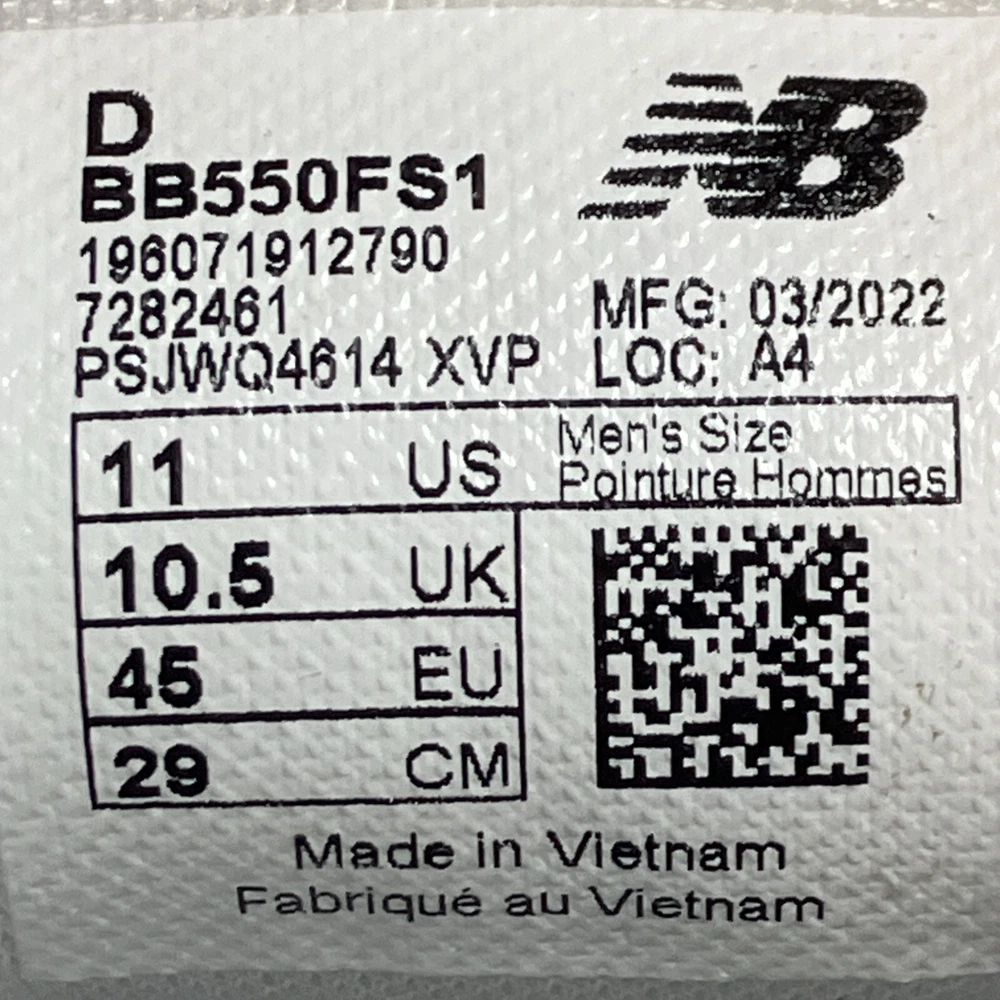 NB
D
BB550FS1
196071912790
7282461
PSJWQ4614 XVP
MFG: 03/2022
LOC: A4
11 US
Men's Size
Pointure Hommes
10.5 UK
45 EU
29 CM
Made in Vietnam
Fabriqué au Vietnam